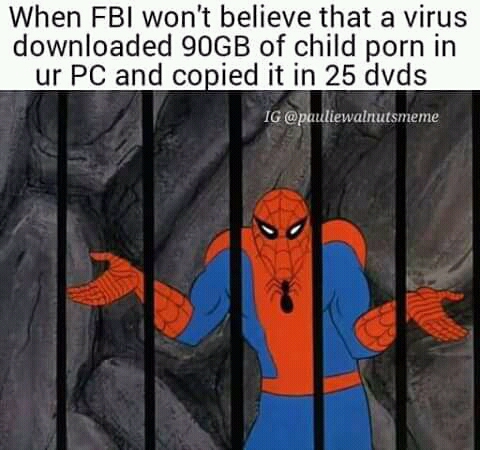 When FBI won't believe that a virus
downloaded 90GB of child porn in
ur PC and copied it in 25 dvds
IG @pauliewalnutsmeme